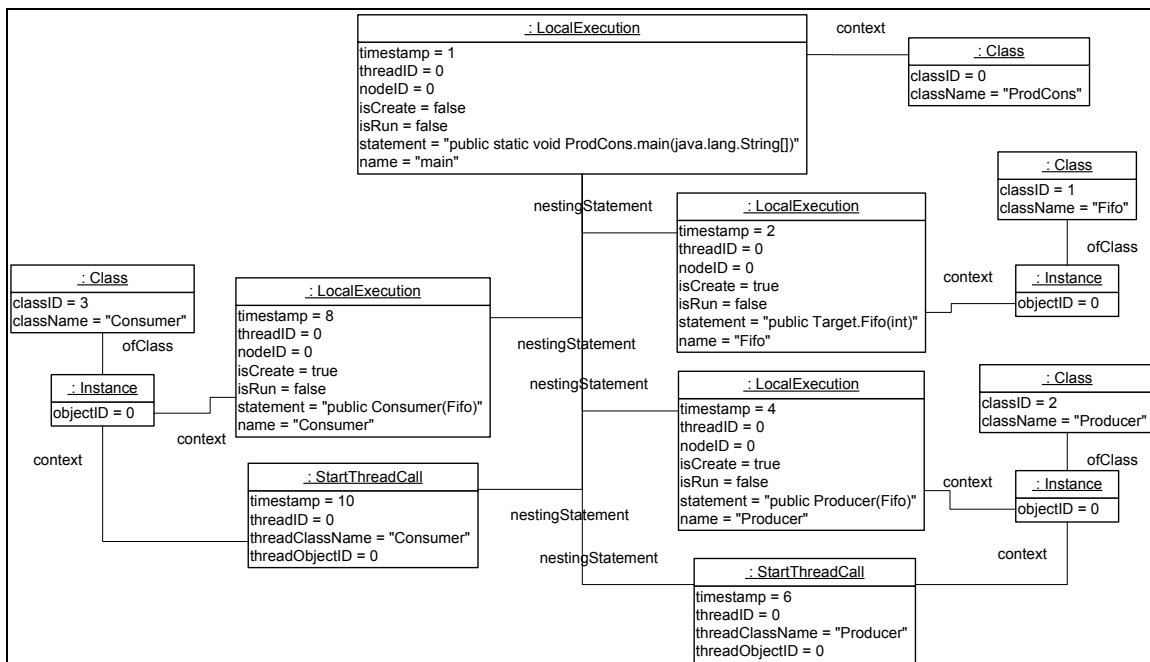 : LocalExecution
timestamp = 1
threadID = 0
nodeID = 0
isCreate = false
isRun = false
statement = "public static void ProdCons.main(java.lang.String[])"
name = "main"
context
: Class
classID = 0
className = "ProdCons"
nestingStatement
: LocalExecution
timestamp = 2
threadID = 0
nodeID = 0
isCreate = true
isRun = false
statement = "public Target.Fifo(int)"
name = "Fifo"
: Class
classID = 1
className = "Fifo"
ofClass
context
: Instance
objectID = 0
: Class
classID = 3
className = "Consumer"
ofClass
: Instance
objectID = 0
context
context
: LocalExecution
timestamp = 8
threadID = 0
nodeID = 0
isCreate = true
isRun = false
statement = "public Consumer(Fifo)"
name = "Consumer"
nestingStatement
nestingStatement
: LocalExecution
timestamp = 4
threadID = 0
nodeID = 0
isCreate = true
isRun = false
statement = "public Producer(Fifo)"
name = "Producer"
: Class
classID = 2
className = "Producer"
ofClass
context
: Instance
objectID = 0
context
: StartThreadCall
timestamp = 10
threadID = 0
threadClassName = "Consumer"
threadObjectID = 0
nestingStatement
nestingStatement
: StartThreadCall
timestamp = 6
threadID = 0
threadClassName = "Producer"
threadObjectID = 0